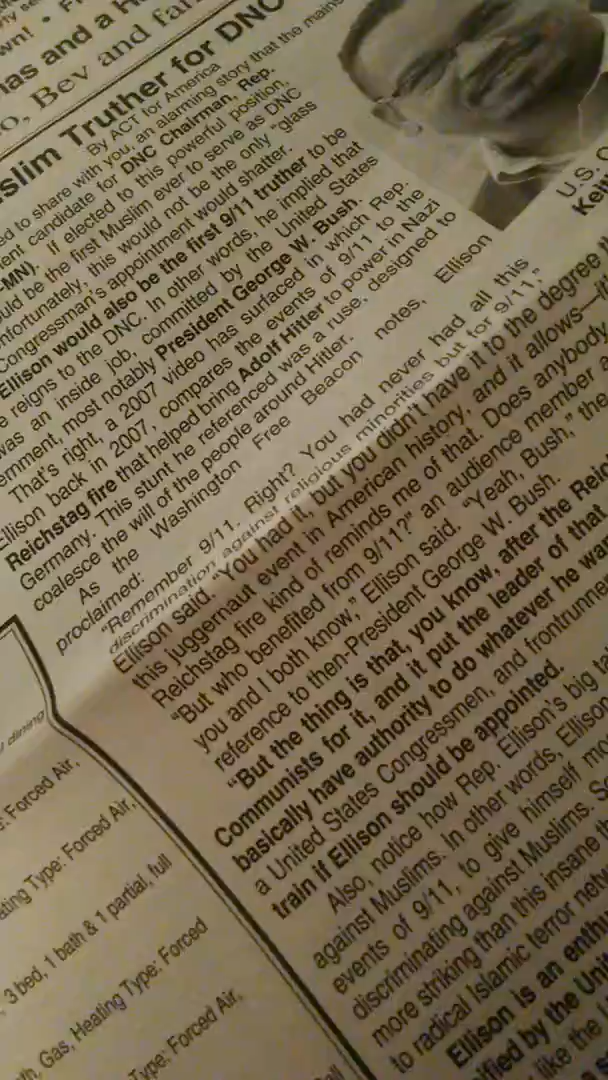 slim Truther for DNC
By ACT for America
ed to share with you, an alarming story that the mains
ent candidate for DNC Chairman, Rep.
-MN). If elected to this powerful position,
uld be the first Muslim ever to serve as DNC
nfortunately, this would not be the only "glass
Congressman's appointment would shatter.
Ellison would also be the first 9/11 truther to be
e reigns to the DNC. In other words, he implied that
was an inside job, committed by the United States
ernment, most notably President George W. Bush.
That's right, a 2007 video has surfaced in which Rep.
Ellison back in 2007, compares the events of 9/11 to the
Reichstag fire that helped bring Adolf Hitler to power in Nazi
Germany. This stunt he referenced was a ruse, designed to
coalesce the will of the people around Hitler.
As the Washington Free Beacon notes, Ellison
proclaimed:
"Remember 9/11. Right? You had never had all this
discrimination against religious minorities but for 9/11,"
Ellison said. "You had it, but you didn't have it to the degree t
this juggernaut event in American history, and it allows—it
Reichstag fire kind of reminds me of that. Does anybody
"But who benefited from 9/11?" an audience member a
you and I both know," Ellison said. "Yeah, Bush," the
reference to then-President George W. Bush.
"But the thing is that, you know, after the Reic
Communists for it, and it put the leader of that
basically have authority to do whatever he wa
a United States Congressmen, and frontrunne
train if Ellison should be appointed.
Also, notice how Rep. Ellison's big ta
against Muslims. In other words, Ellison
events of 9/11, to give himself mo
discriminating against Muslims. S
more striking than this insane th
to radical Islamic terror netw
Ellison is an enthu
ified by the Unit
like the
U.S. C
Keith
y dining
e: Forced Air,
ating Type: Forced Air,
3 bed, 1 bath & 1 partial, full
th, Gas, Heating Type: Forced
Type: Forced Air,